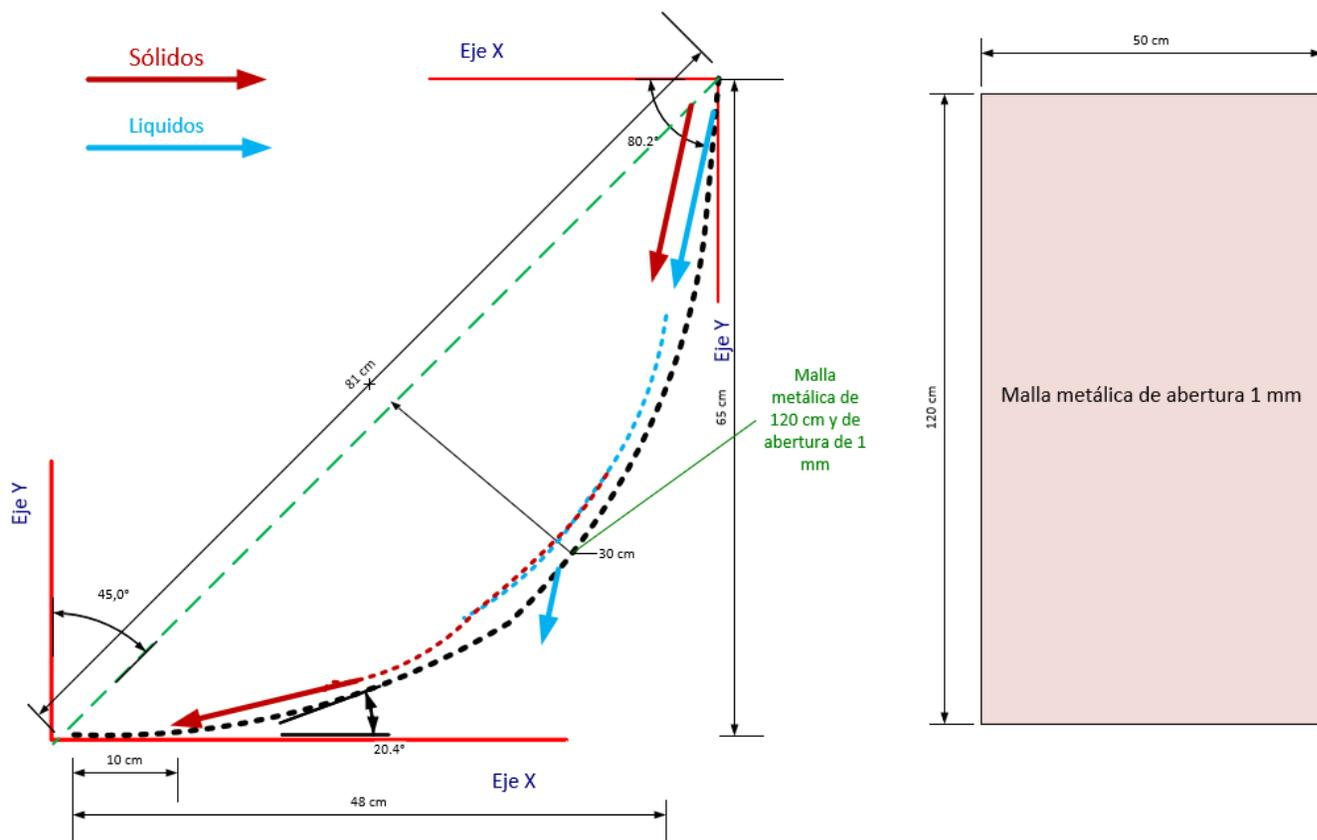 Sólidos
Liquidos
Eje X
80.2°
81 cm
Eje Y
65 cm
Malla
metálica de
120 cm y de
abertura de 1
mm
30 cm
Eje Y
45,0°
20.4°
10 cm
Eje X
48 cm
50 cm
120 cm
Malla metálica de abertura 1 mm